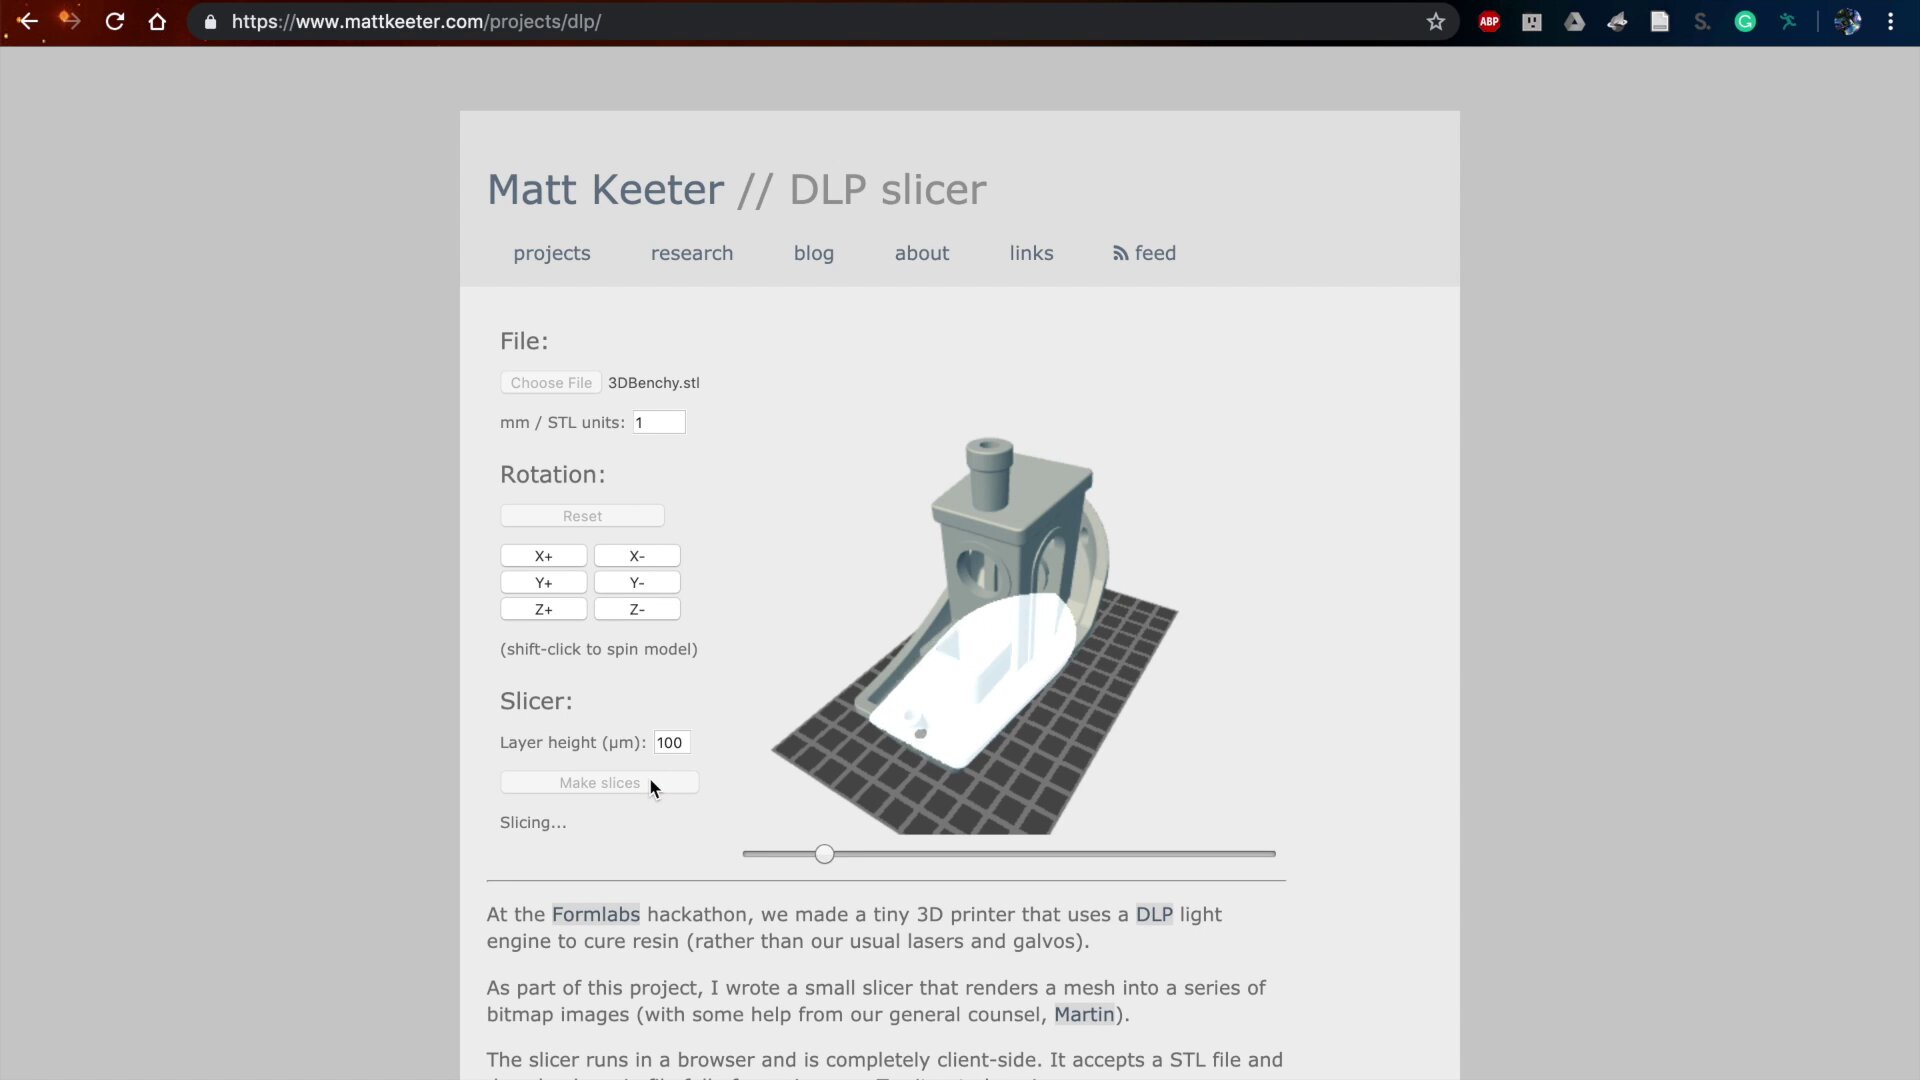 https://www.mattkeeter.com/projects/dlp/
ABP
S.
G
Matt Keeter // DLP slicer
projects research blog about links feed
File:
Choose File 3DBenchy.stl
mm / STL units: 1
Rotation:
Reset
X+ X-
Y+ Y-
Z+ Z-
(shift-click to spin model)
Slicer:
Layer height (μm): 100
Make slices
Slicing...
At the Formlabs hackathon, we made a tiny 3D printer that uses a DLP light
engine to cure resin (rather than our usual lasers and galvos).
As part of this project, I wrote a small slicer that renders a mesh into a series of
bitmap images (with some help from our general counsel, Martin).
The slicer runs in a browser and is completely client-side. It accepts a STL file and